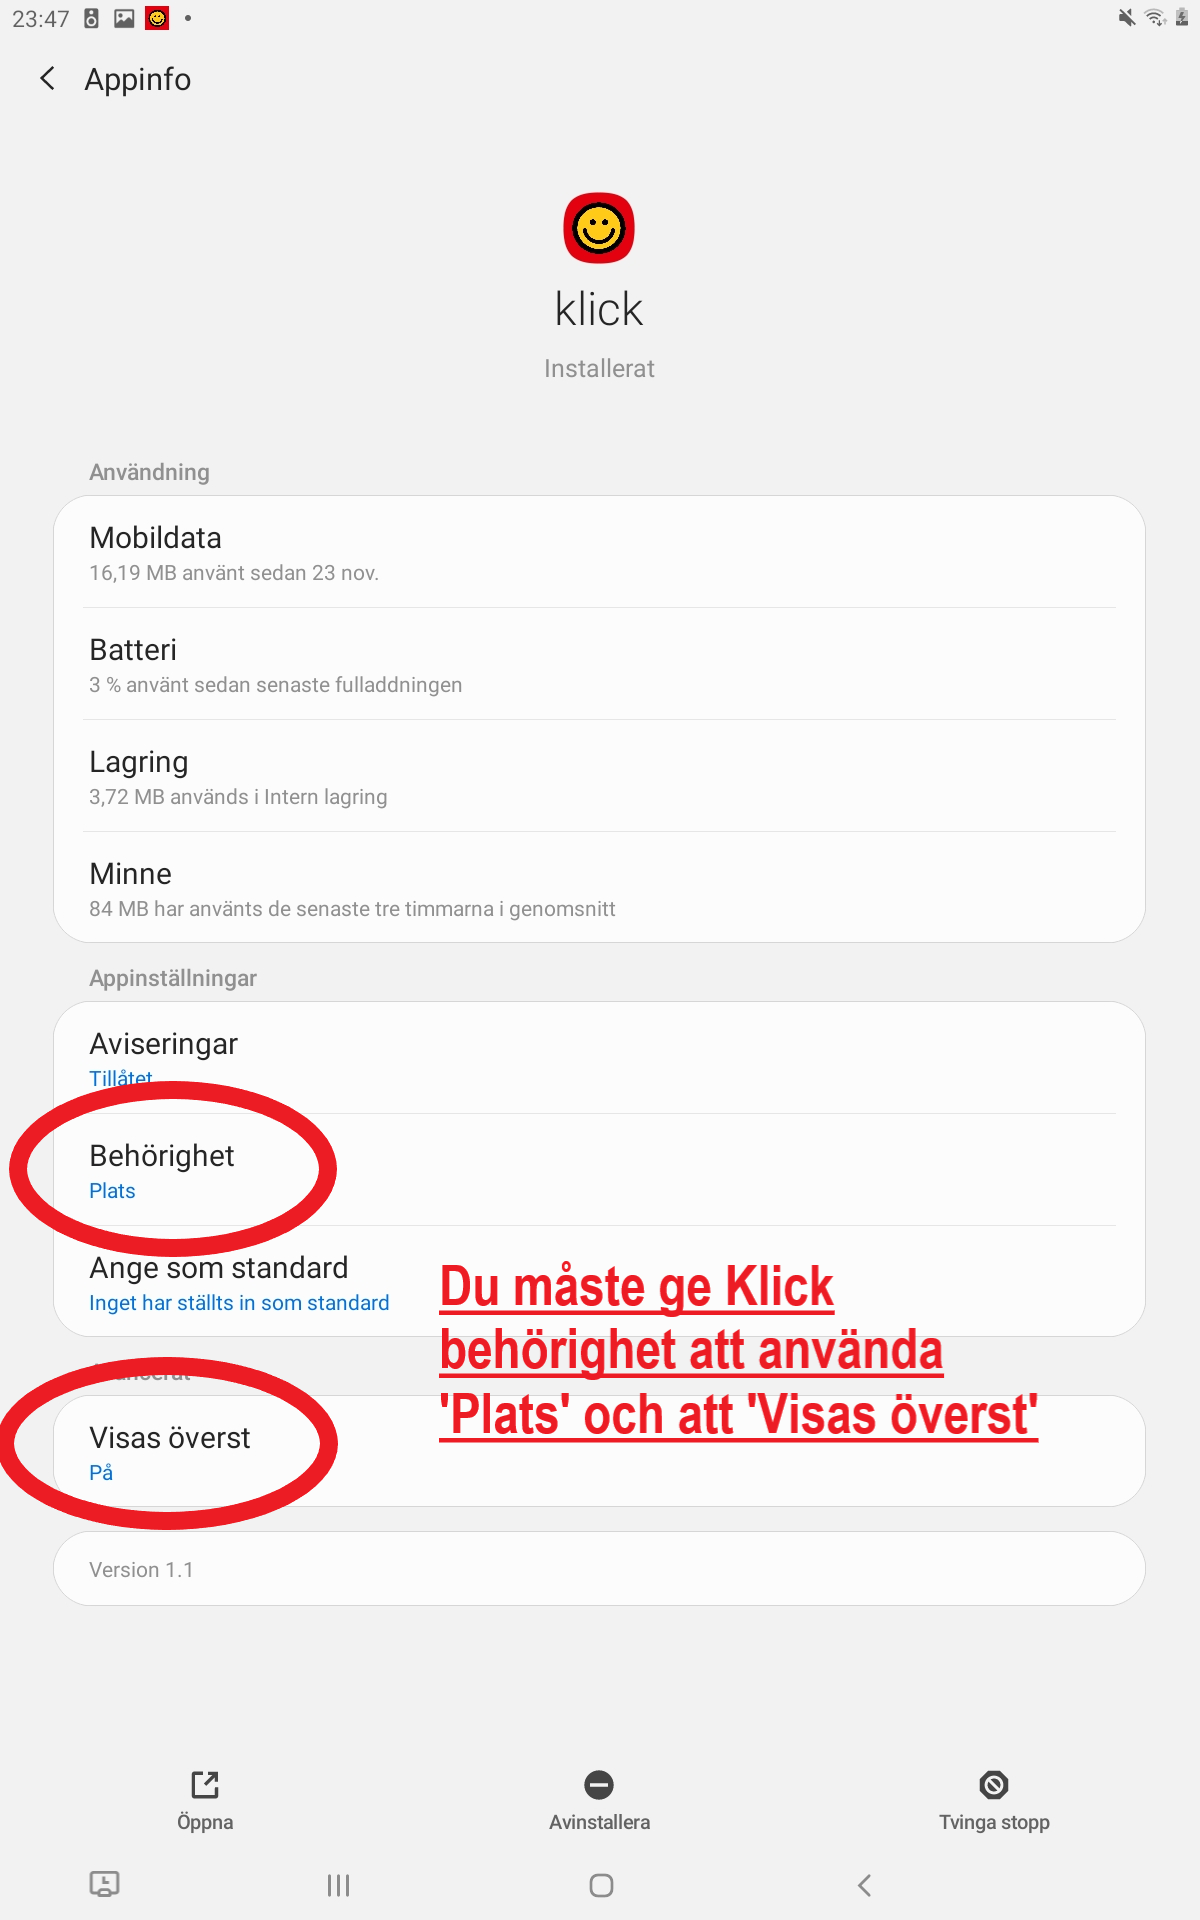 23:47
Appinfo
klick
Installerat
Användning
Mobildata
16,19 MB använt sedan 23 nov.
Batteri
3 % använt sedan senaste fulladdningen
Lagring
3,72 MB används i Intern lagring
Minne
84 MB har använts de senaste tre timmarna i genomsnitt
Appinställningar
Aviseringar
Tillåtet
Behörighet
Plats
Ange som standard
Inget har ställts in som standard
Du måste ge Klick
behörighet att använda
'Plats' och att 'Visas överst'
Visas överst
På
Version 1.1
Öppna
Avinstallera
Tvinga stopp